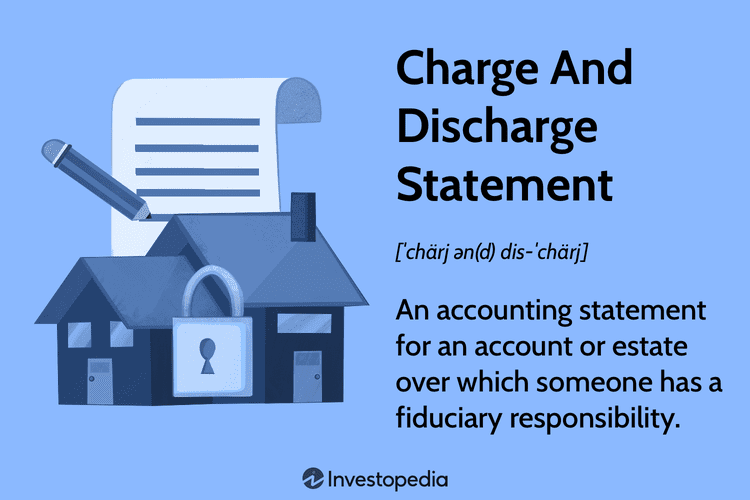 Charge And
Discharge
Statement
[ˈchärj ən(d) dis-ˈchärj]
An accounting statement
for an account or estate
over which someone has a
fiduciary responsibility.
Investopedia